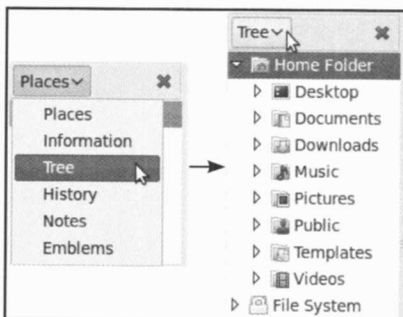 Places
Places
Information
Tree
History
Notes
Emblems
Tree
Home Folder
Desktop
Documents
Downloads
Music
Pictures
Public
Templates
Videos
File System